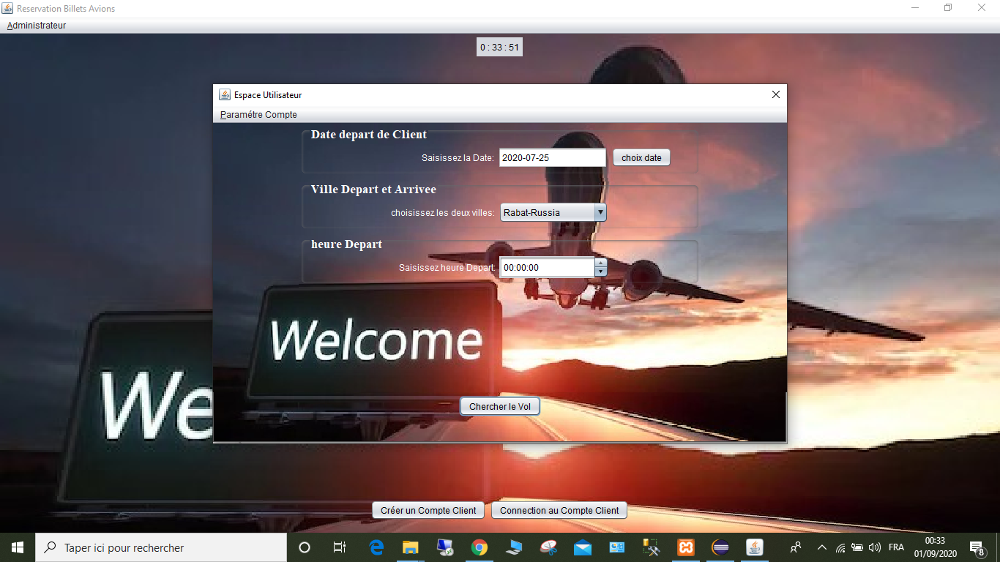 Reservation Billets Avions
Administrateur
0 : 33 : 51
Espace Utilisateur
Paramétre Compte
Date depart de Client
Saisissez la Date: 2020-07-25 choix date
Ville Depart et Arrivee
choisissez les deux villes: Rabat-Russia
heure Depart
Saisissez heure Depart: 00:00:00
Welcome
We
Chercher le Vol
Créer un Compte Client Connection au Compte Client
Taper ici pour rechercher
FRA
00:33
01/09/2020
8